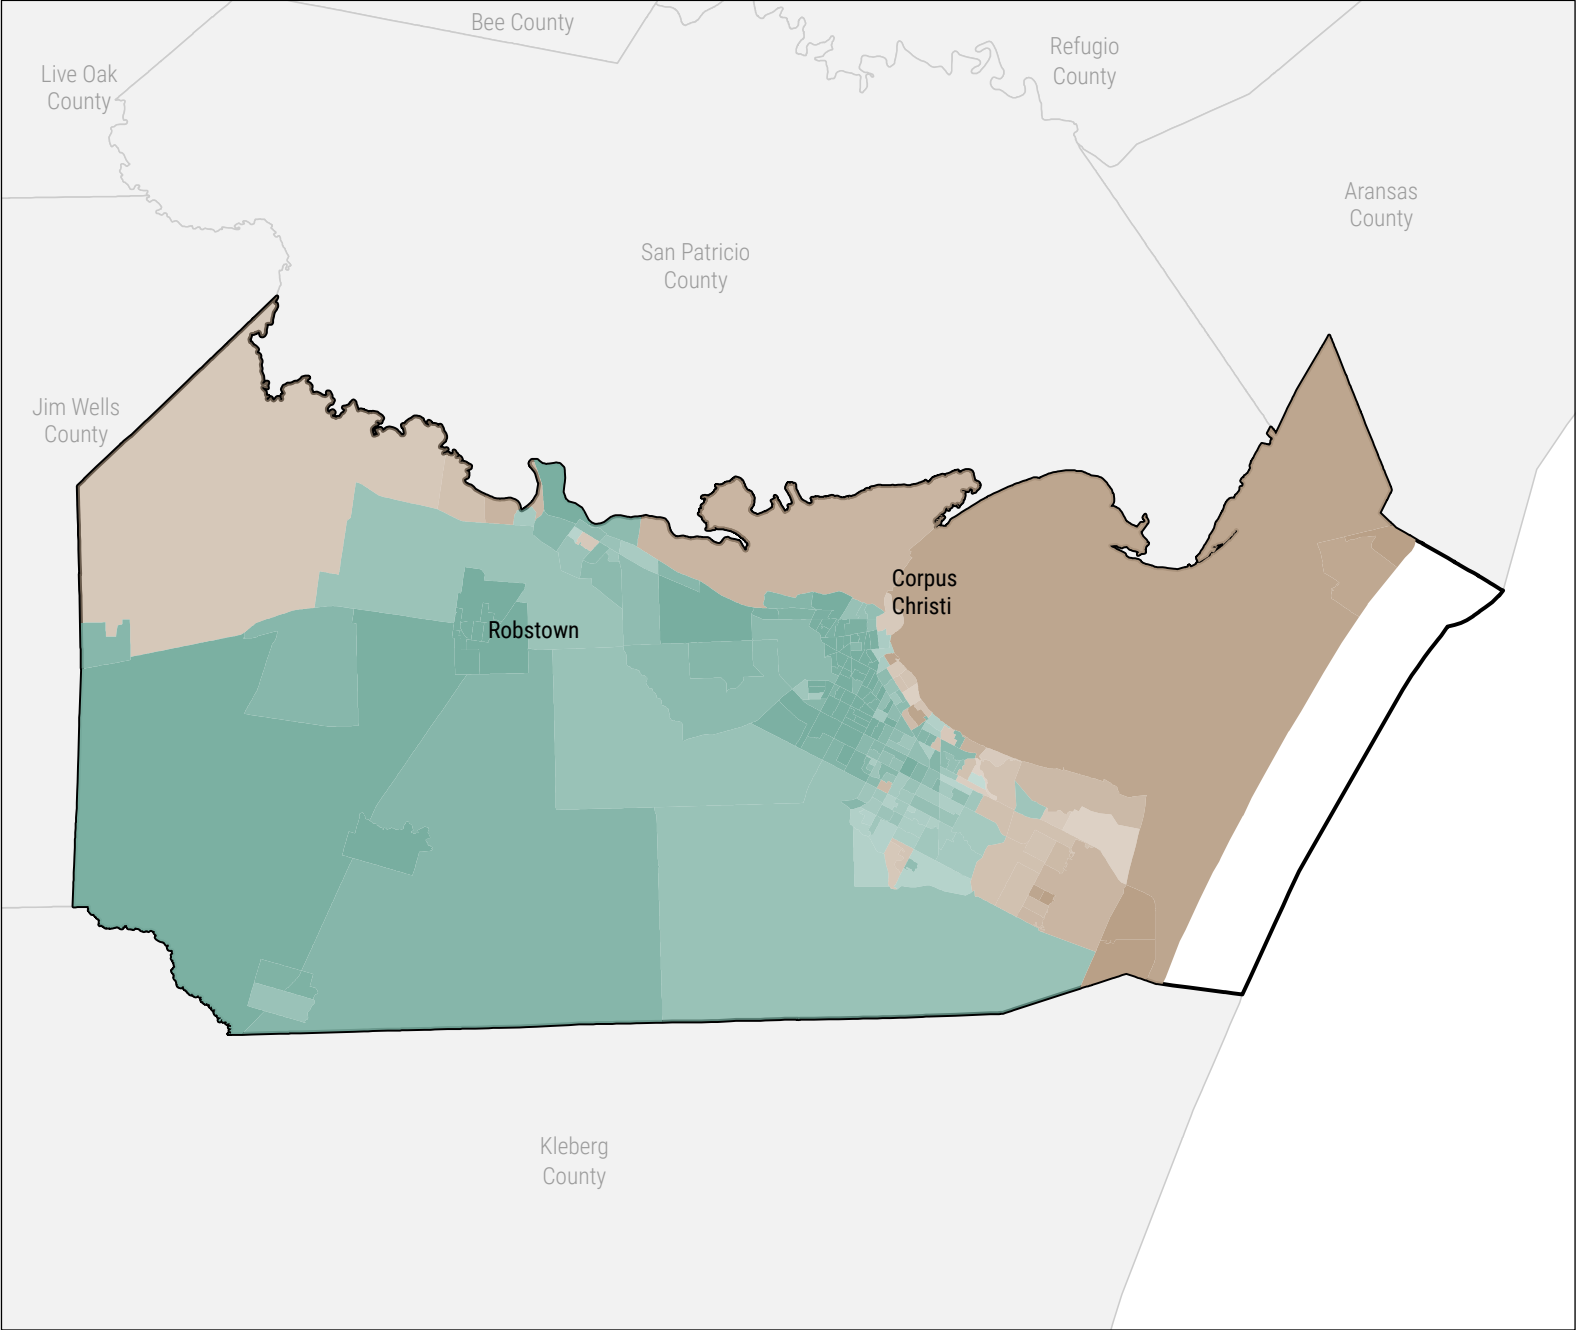 Bee County
Refugio
County
Live Oak
County
Aransas
County
San Patricio
County
Jim Wells
County
Corpus
Christi
Robstown
Kleberg
County